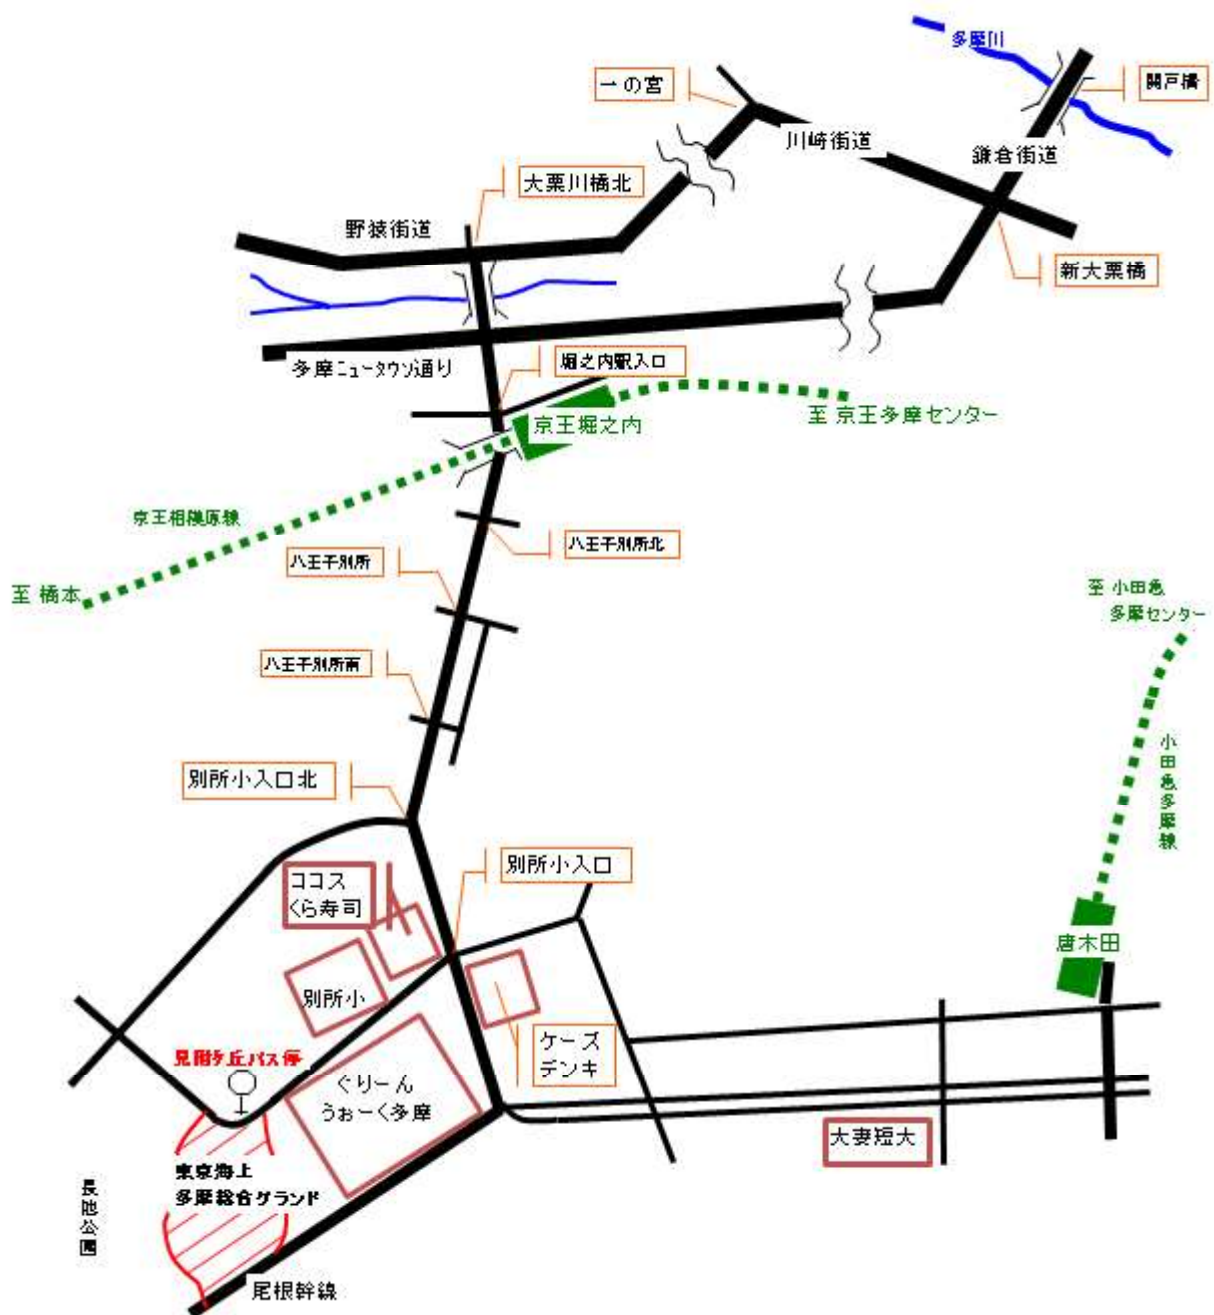 多摩川
一の宮
関戸橋
川崎街道
鎌倉街道
大栗川橋北
野猿街道
新大栗橋
多摩ニュータウン通り
堀之内駅入口
京王堀之内
至 京王多摩センター
京王相模原線
八王子別所北
八王子別所
至 橋本
至 小田急
多摩センター
八王子別所南
小田急多摩線
別所小入口北
別所小入口
ココス
くら寿司
唐木田
別所小
ケーズ
デンキ
見附ヶ丘バス停
ぐりーん
うぉーく多摩
大妻短大
東京海上
多摩総合グランド
長池公園
尾根幹線